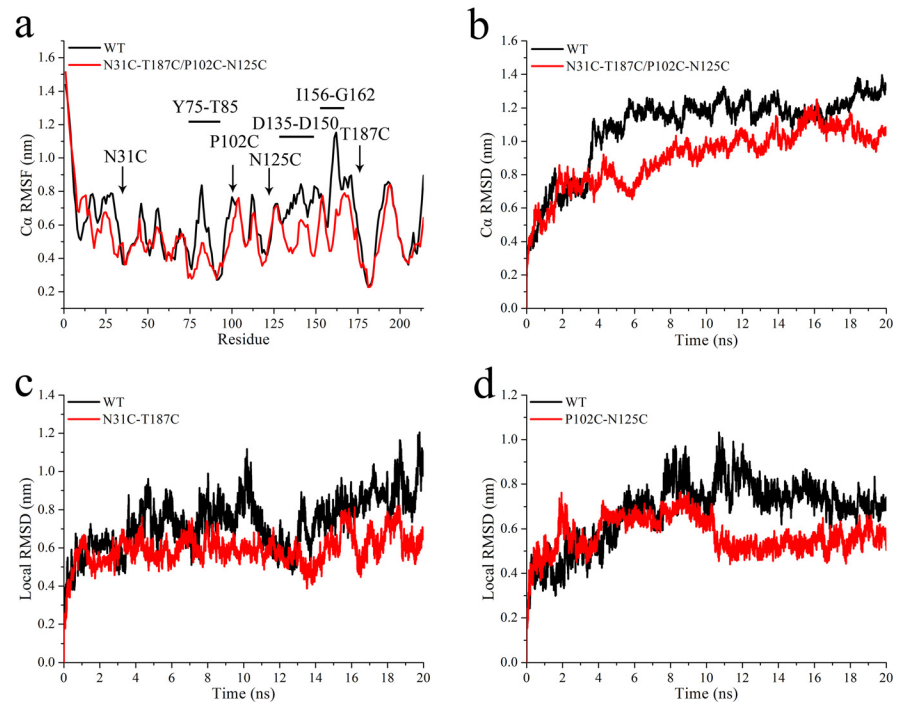 a
WT
N31C-T187C/P102C-N125C
I156-G162
Y75-T85
D135-D150
P102C
T187C
N31C
N125C
Cα RMSF (nm)
1.6
1.4
1.2
1.0
0.8
0.6
0.4
0.2
0 25 50 75 100 125 150 175 200
Residue
b
WT
N31C-T187C/P102C-N125C
Cα RMSD (nm)
1.6
1.4
1.2
1.0
0.8
0.6
0.4
0.2
0.0
0 2 4 6 8 10 12 14 16 18 20
Time (ns)
c
WT
N31C-T187C
Local RMSD (nm)
1.4
1.2
1.0
0.8
0.6
0.4
0.2
0.0
0 2 4 6 8 10 12 14 16 18 20
Time (ns)
d
WT
P102C-N125C
Local RMSD (nm)
1.2
1.0
0.8
0.6
0.4
0.2
0.0
0 2 4 6 8 10 12 14 16 18 20
Time (ns)